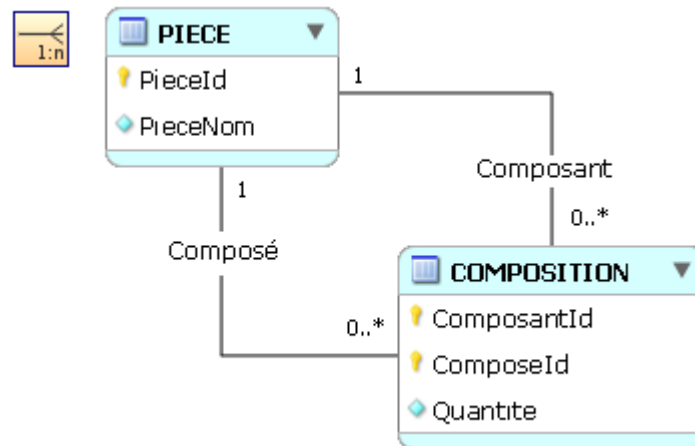 1:n
PIECE
PieceId
PieceNom
1
Composant
0..*
1
Composé
0..*
COMPOSITION
ComposantId
ComposeId
Quantite